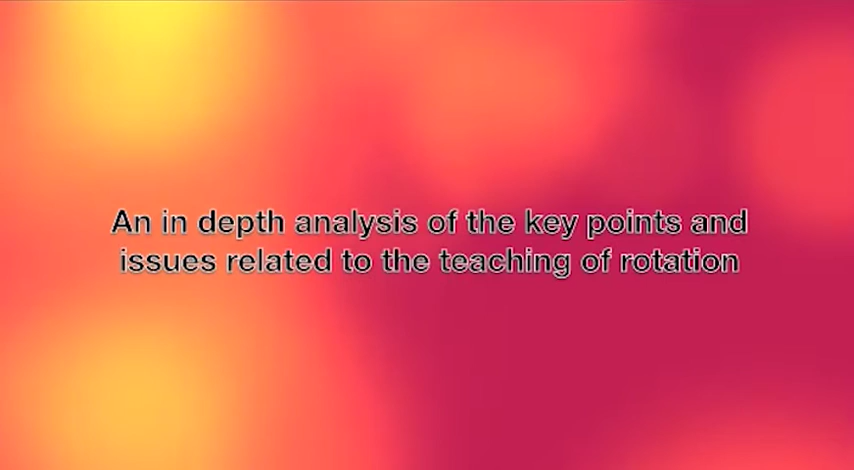 An in depth analysis of the key points and
issues related to the teaching of rotation